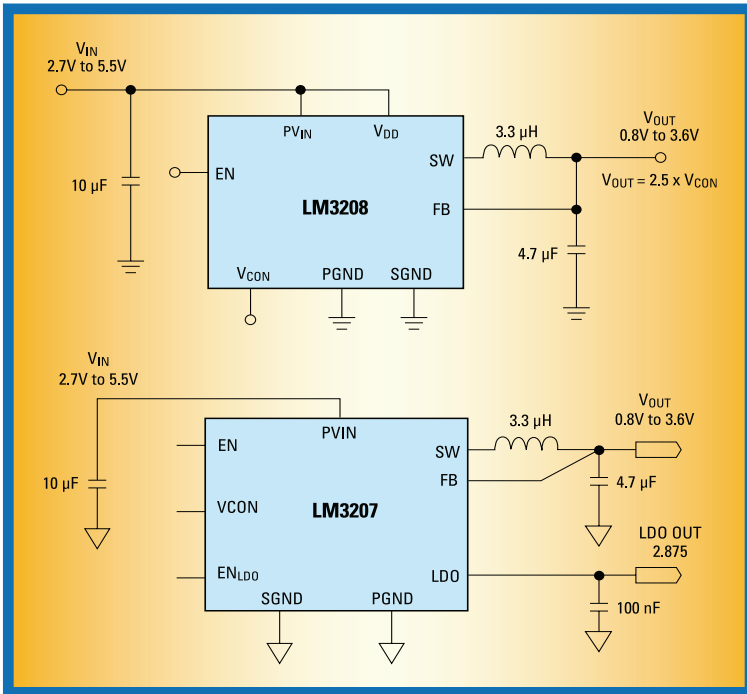 VIN
2.7V to 5.5V
PVIN
VDD
3.3 µH
VOUT
0.8V to 3.6V
SW
EN
VOUT = 2.5 x VCON
10 µF
LM3208
FB
4.7 µF
VCON
PGND
SGND
VIN
2.7V to 5.5V
PVIN
3.3 µH
VOUT
0.8V to 3.6V
EN
SW
FB
10 µF
4.7 µF
VCON
LM3207
LDO OUT
2.875
ENLDO
LDO
SGND
PGND
100 nF